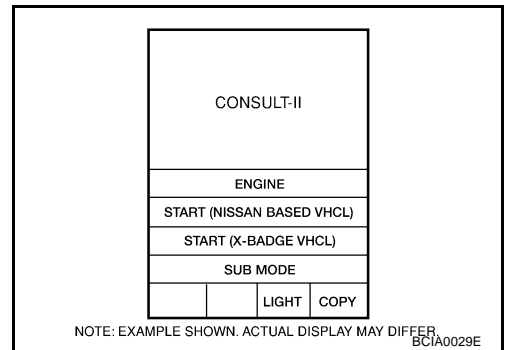 CONSULT-II
ENGINE
START (NISSAN BASED VHCL)
START (X-BADGE VHCL)
SUB MODE
LIGHT COPY
NOTE: EXAMPLE SHOWN. ACTUAL DISPLAY MAY DIFFER.
BCIA0029E